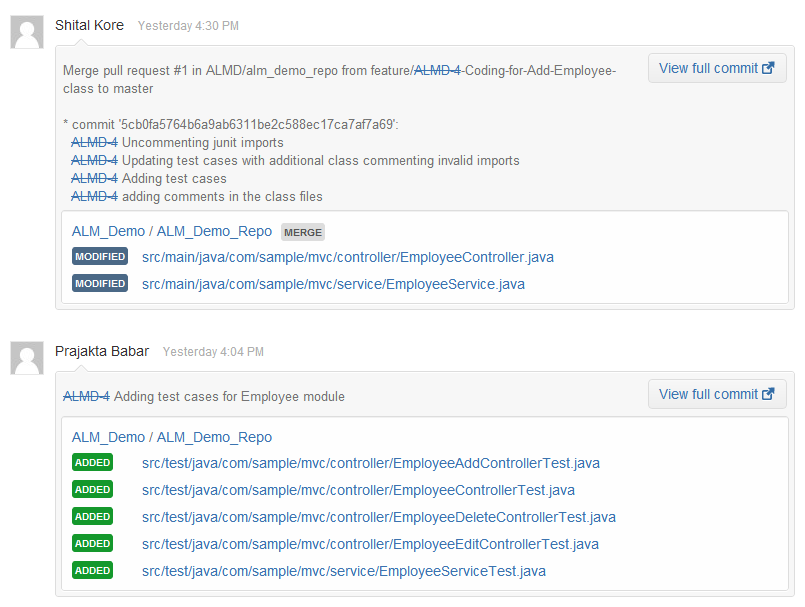 Shital Kore Yesterday 4:30 PM
Merge pull request #1 in ALMD/alm_demo_repo from feature/ALMD-4-Coding-for-Add-Employee-
class to master
View full commit
* commit '5cb0fa5764b6a9ab6311be2c588ec17ca7af7a69':
ALMD-4 Uncommenting junit imports
ALMD-4 Updating test cases with additional class commenting invalid imports
ALMD-4 Adding test cases
ALMD-4 adding comments in the class files
ALM_Demo / ALM_Demo_Repo MERGE
MODIFIED src/main/java/com/sample/mvc/controller/EmployeeController.java
MODIFIED src/main/java/com/sample/mvc/service/EmployeeService.java
Prajakta Babar Yesterday 4:04 PM
ALMD-4 Adding test cases for Employee module
View full commit
ALM_Demo / ALM_Demo_Repo
ADDED src/test/java/com/sample/mvc/controller/EmployeeAddControllerTest.java
ADDED src/test/java/com/sample/mvc/controller/EmployeeControllerTest.java
ADDED src/test/java/com/sample/mvc/controller/EmployeeDeleteControllerTest.java
ADDED src/test/java/com/sample/mvc/controller/EmployeeEditControllerTest.java
ADDED src/test/java/com/sample/mvc/service/EmployeeServiceTest.java